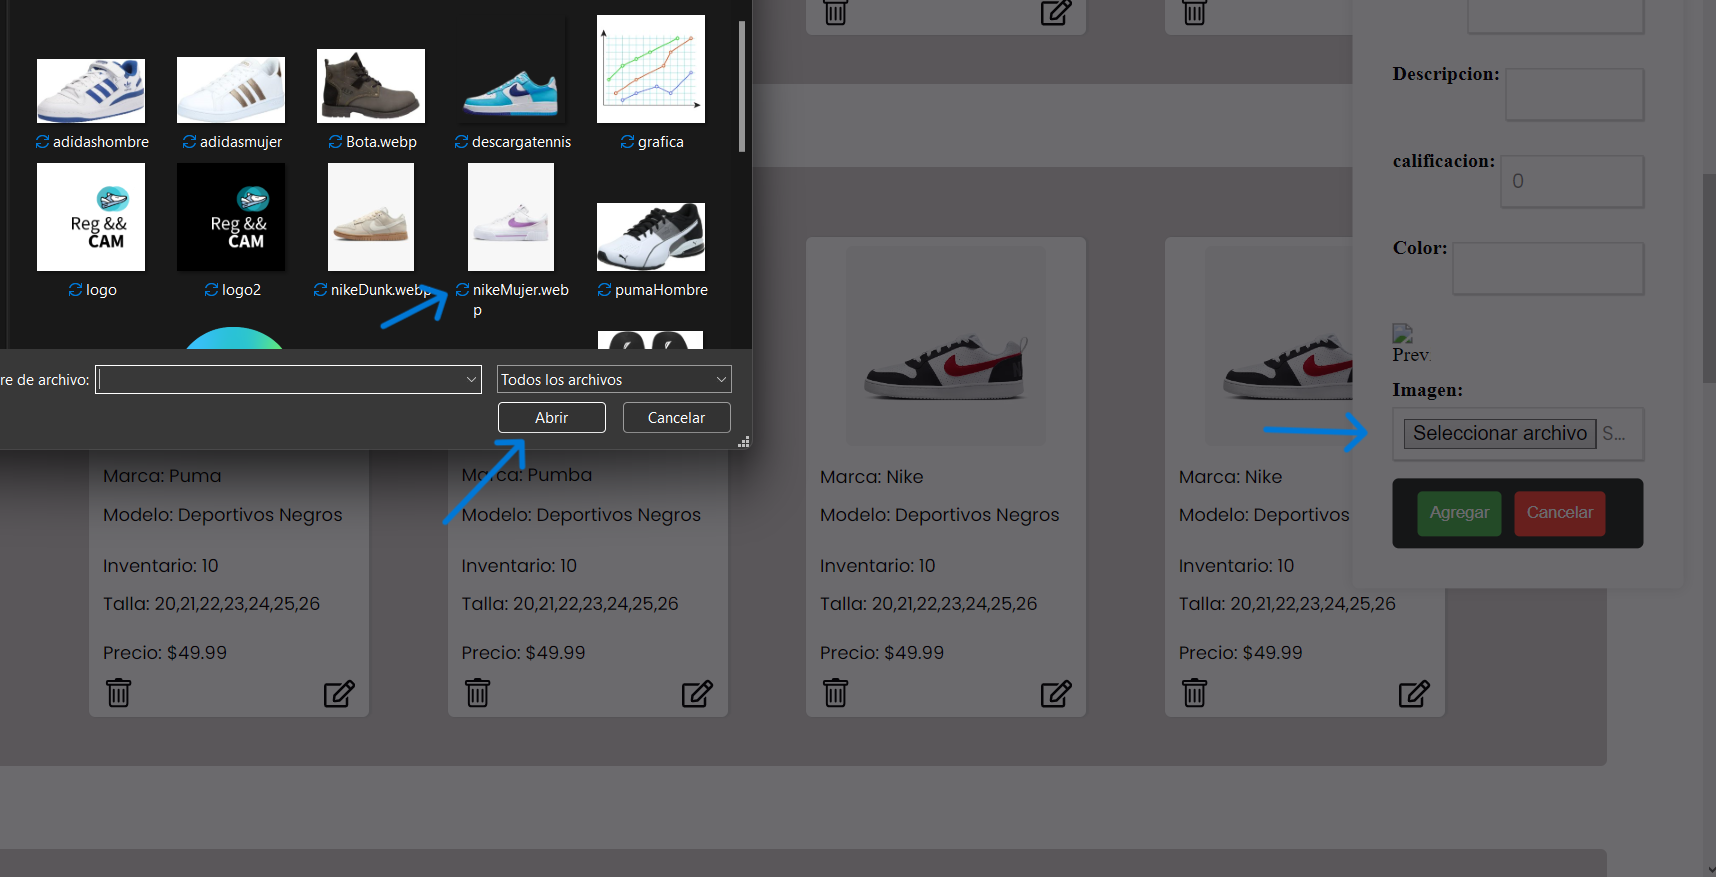 adidashombre
adidasmujer
Bota.webp
descargatennis
grafica
Reg &&
CAM
Reg &&
CAM
logo
logo2
nikeDunk.webp
nikeMujer.web
p
pumaHombre
re de archivo:
Todos los archivos
Abrir
Cancelar
Descripcion:
calificacion:
0
Color:
Prev
Imagen:
Seleccionar archivo S...
Agregar
Cancelar
Marca: Puma
Modelo: Deportivos Negros
Inventario: 10
Talla: 20,21,22,23,24,25,26
Precio: $49.99
Marca: Pumba
Modelo: Deportivos Negros
Inventario: 10
Talla: 20,21,22,23,24,25,26
Precio: $49.99
Marca: Nike
Modelo: Deportivos Negros
Inventario: 10
Talla: 20,21,22,23,24,25,26
Precio: $49.99
Marca: Nike
Modelo: Deportivos
Inventario: 10
Talla: 20,21,22,23,24,25,26
Precio: $49.99